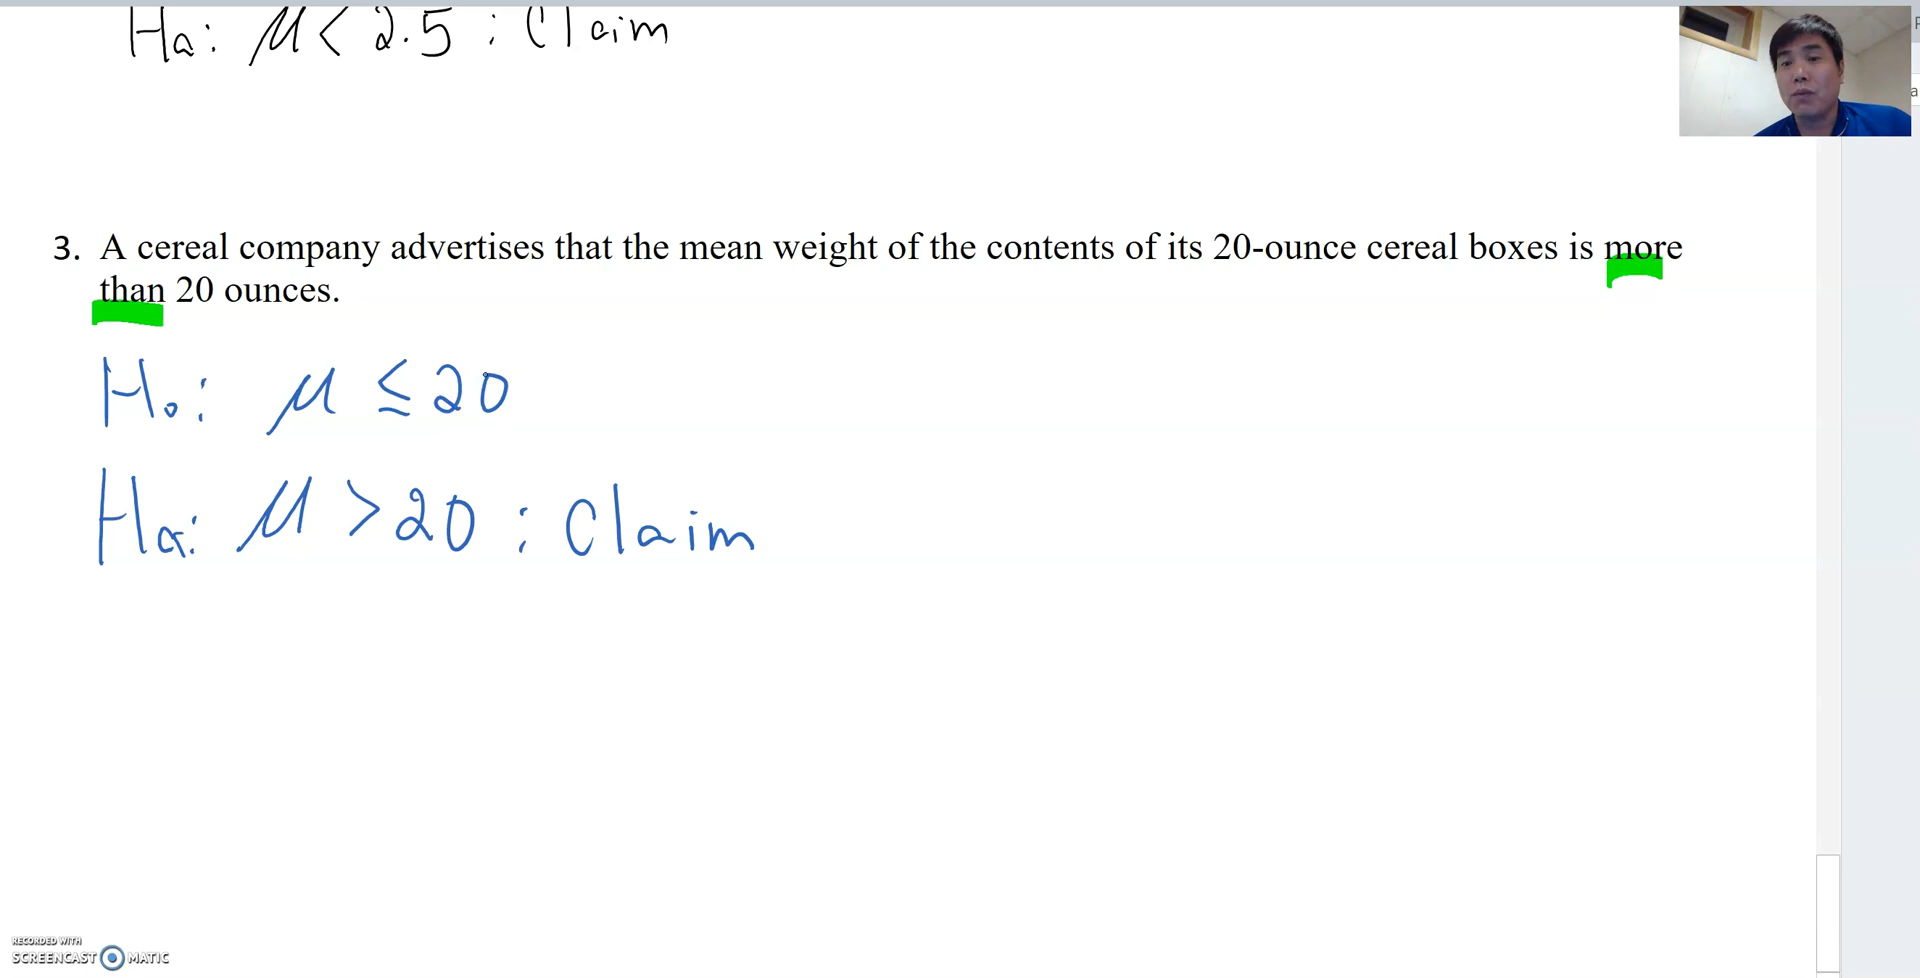 Ha: μ < 2.5 : Claim
3. A cereal company advertises that the mean weight of the contents of its 20-ounce cereal boxes is more
than 20 ounces.
H₀: μ ≤ 20
Ha: μ > 20 : Claim
RECORDED WITH
SCREENCAST MATIC